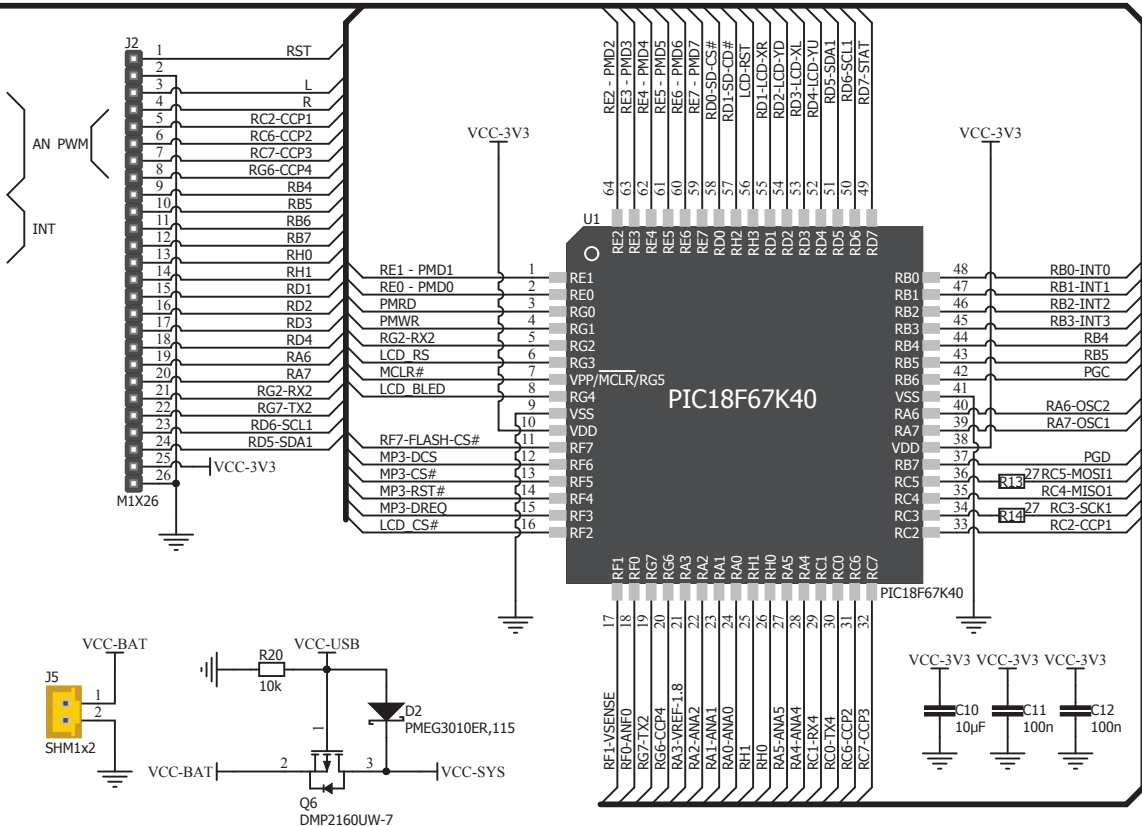 J2
1 RST
2
3 L
4 R
5 RC2-CCP1
6 RC6-CCP2
7 RC7-CCP3
8 RG6-CCP4
9 RB4
10 RB5
11 RB6
12 RB7
13 RH0
14 RH1
15 RD1
16 RD2
17 RD3
18 RD4
19 RA6
20 RA7
21 RG2-RX2
22 RG7-TX2
23 RD6-SCL1
24 RD5-SDA1
25 VCC-3V3
26
M1X26
AN PWM
INT
VCC-3V3
VCC-3V3
RE2 - PMD2
RE3 - PMD3
RE4 - PMD4
RE5 - PMD5
RE6 - PMD6
RE7 - PMD7
RD0-SD-CS#
RD1-SD-CD#
LCD-RST
RD1-LCD-XR
RD2-LCD-YD
RD3-LCD-XL
RD4-LCD-YU
RD5-SDA1
RD6-SCL1
RD7-STAT
64 63 62 61 60 59 58 57 56 55 54 53 52 51 50 49
U1
RE2 RE3 RE4 RE5 RE6 RE7 RD0 RH2 RH3 RD1 RD2 RD3 RD4 RD5 RD6 RD7
RE1 - PMD1 1 RE1
RE0 - PMD0 2 RE0
PMRD 3 RG0
PMWR 4 RG1
RG2-RX2 5 RG2
LCD_RS 6 RG3
MCLR# 7 VPP/MCLR/RG5
LCD_BLED 8 RG4
9 VSS
10 VDD
RF7-FLASH-CS# 11 RF7
MP3-DCS 12 RF6
MP3-CS# 13 RF5
MP3-RST# 14 RF4
MP3-DREQ 15 RF3
LCD_CS# 16 RF2
PIC18F67K40
RB0 48 RB0-INT0
RB1 47 RB1-INT1
RB2 46 RB2-INT2
RB3 45 RB3-INT3
RB4 44 RB4
RB5 43 RB5
RB6 42 PGC
VSS 41
RA6 40 RA6-OSC2
RA7 39 RA7-OSC1
VDD 38
RB7 37 PGD
RC5 36 R13 27 RC5-MOSI1
RC4 35 RC4-MISO1
RC3 34 R14 27 RC3-SCK1
RC2 33 RC2-CCP1
RF1 RF0 RG7 RG6 RA3 RA2 RA1 RA0 RH1 RH0 RA5 RA4 RC1 RC0 RC6 RC7
PIC18F67K40
17 18 19 20 21 22 23 24 25 26 27 28 29 30 31 32
RF1-VSENSE
RF0-ANF0
RG7-TX2
RG6-CCP4
RA3-VREF-1.8
RA2-ANA2
RA1-ANA1
RA0-ANA0
RH1
RH0
RA5-ANA5
RA4-ANA4
RC1-RX4
RC0-TX4
RC6-CCP2
RC7-CCP3
VCC-BAT
J5
1
2
SHM1x2
VCC-USB
R20
10k
D2
PMEG3010ER,115
1
VCC-BAT 2 3 VCC-SYS
Q6
DMP2160UW-7
VCC-3V3 VCC-3V3 VCC-3V3
C10 C11 C12
10µF 100n 100n